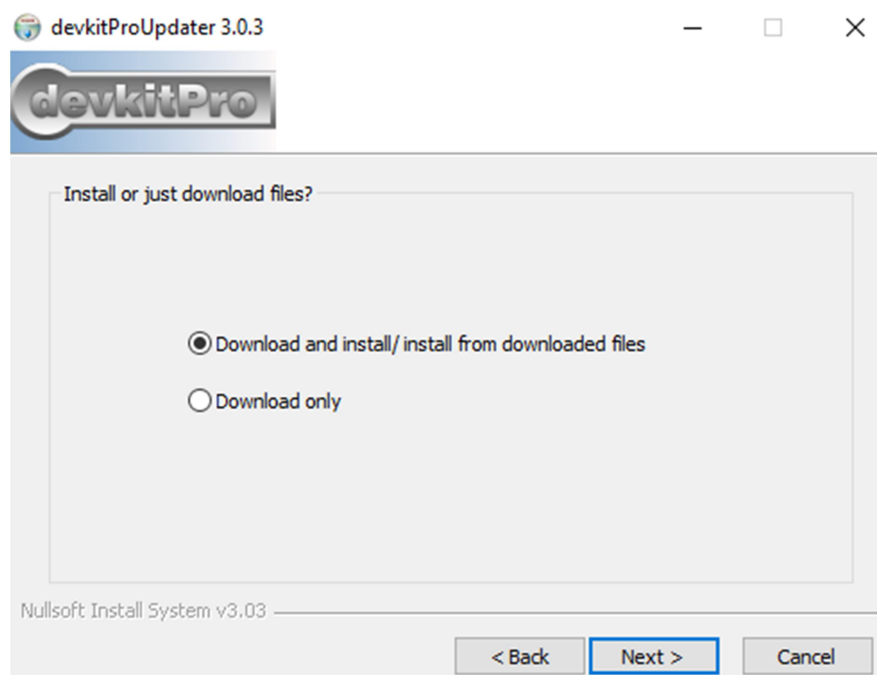 devkitProUpdater 3.0.3
devkitPro
Install or just download files?
Download and install/ install from downloaded files
Download only
Nullsoft Install System v3.03
< Back Next > Cancel